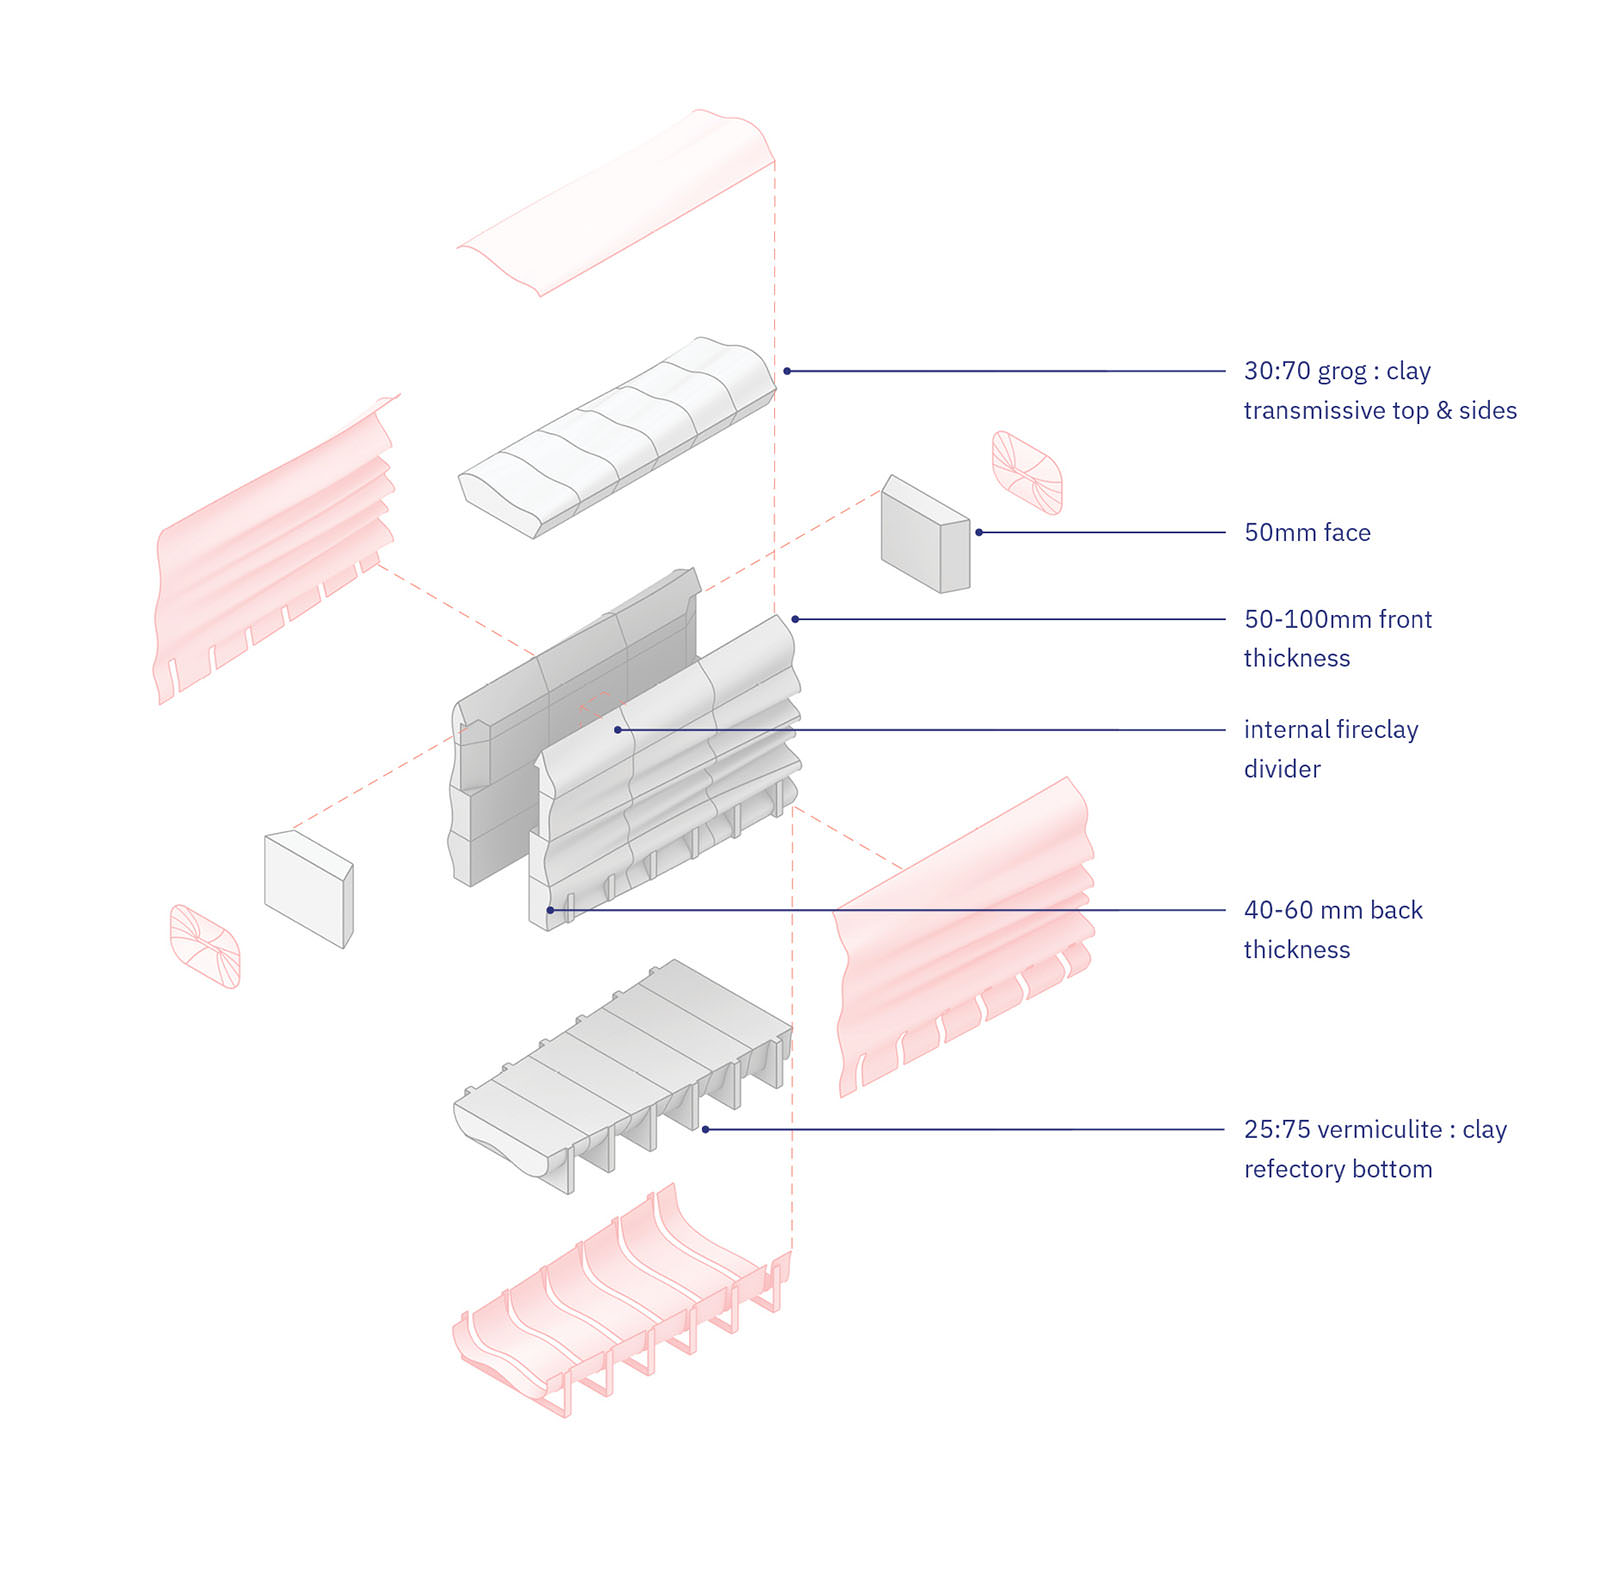 30:70 grog : clay
transmissive top & sides
50mm face
50-100mm front
thickness
internal fireclay
divider
40-60 mm back
thickness
25:75 vermiculite : clay
refectory bottom